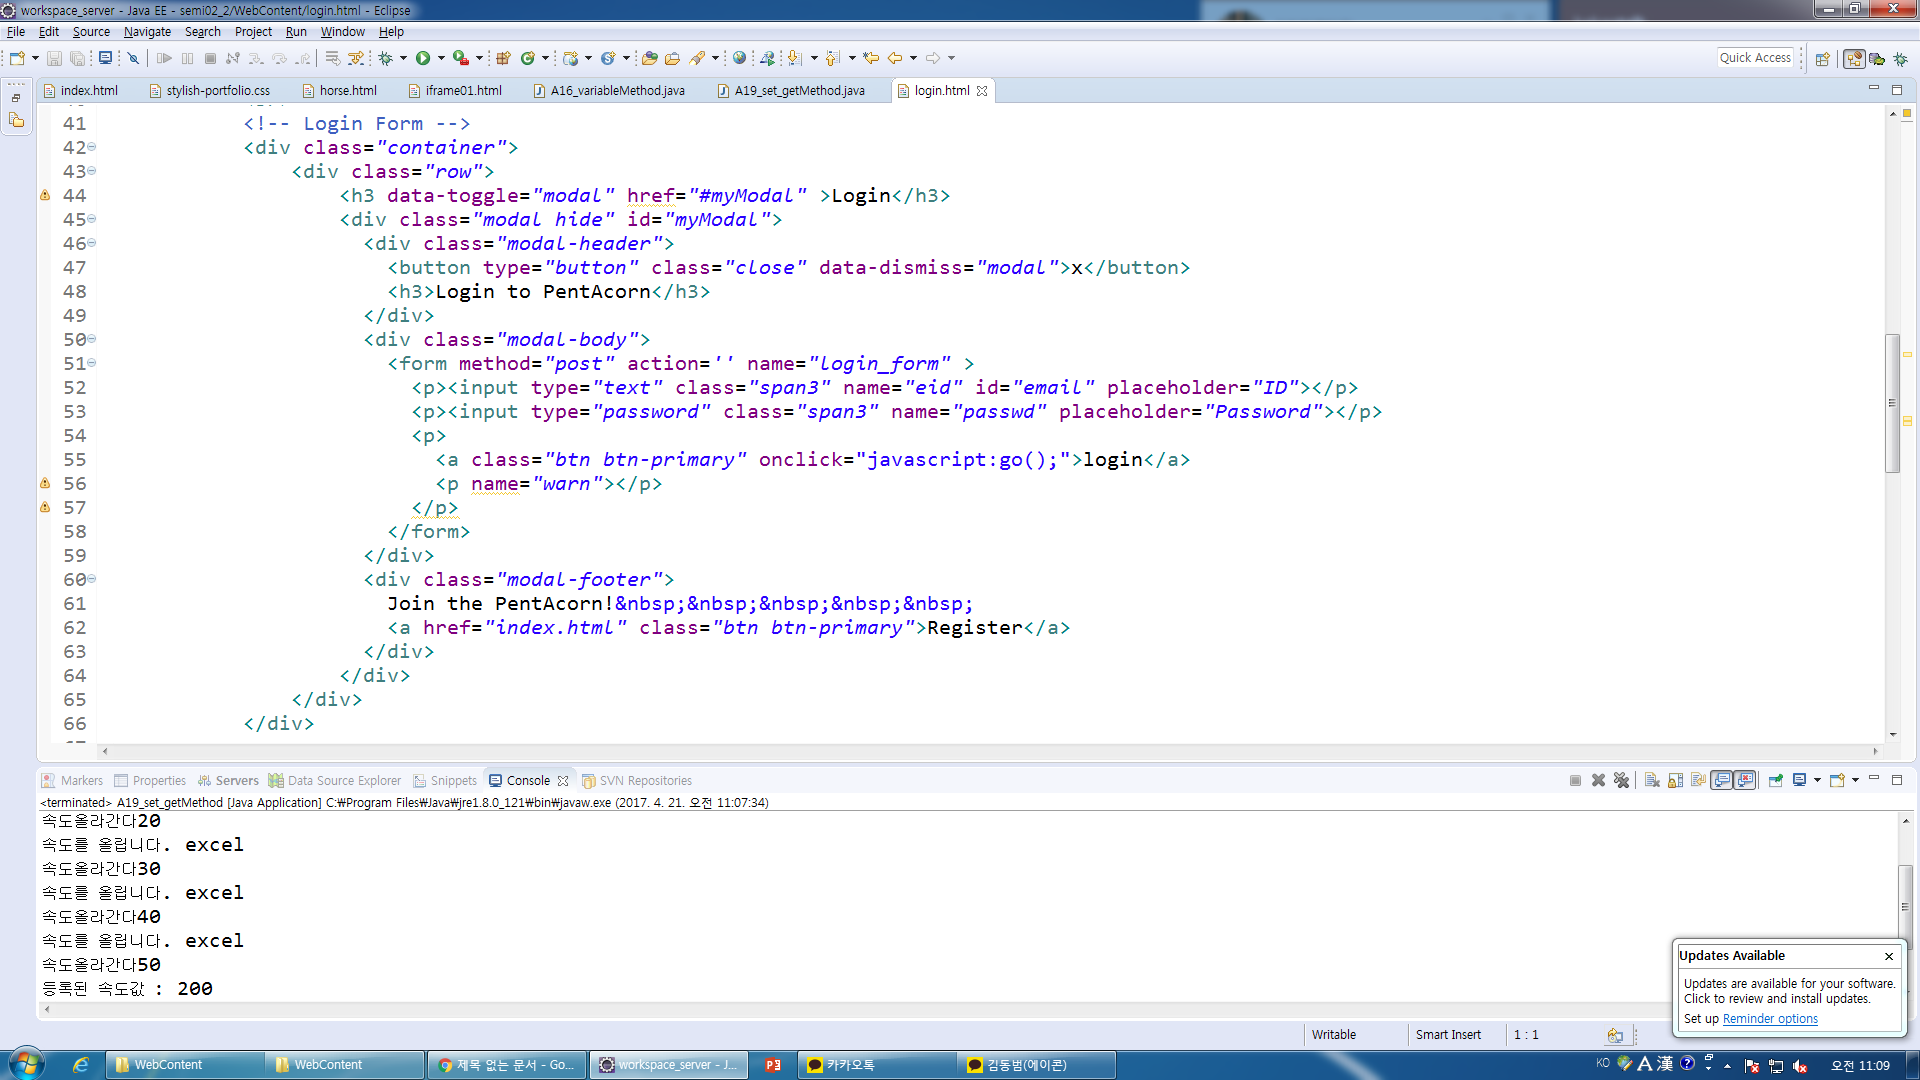 workspace_server - Java EE - semi02_2/WebContent/login.html - Eclipse
File Edit Source Navigate Search Project Run Window Help
Quick Access
index.html stylish-portfolio.css horse.html iframe01.html A16_variableMethod.java A19_set_getMethod.java login.html
41 <!-- Login Form -->
42 <div class="container">
43 <div class="row">
44 <h3 data-toggle="modal" href="#myModal" >Login</h3>
45 <div class="modal hide" id="myModal">
46 <div class="modal-header">
47 <button type="button" class="close" data-dismiss="modal">x</button>
48 <h3>Login to PentAcorn</h3>
49 </div>
50 <div class="modal-body">
51 <form method="post" action='' name="login_form" >
52 <p><input type="text" class="span3" name="eid" id="email" placeholder="ID"></p>
53 <p><input type="password" class="span3" name="passwd" placeholder="Password"></p>
54 <p>
55 <a class="btn btn-primary" onclick="javascript:go();">login</a>
56 <p name="warn"></p>
57 </p>
58 </form>
59 </div>
60 <div class="modal-footer">
61 Join the PentAcorn!&nbsp;&nbsp;&nbsp;&nbsp;&nbsp;
62 <a href="index.html" class="btn btn-primary">Register</a>
63 </div>
64 </div>
65 </div>
66 </div>
Markers Properties Servers Data Source Explorer Snippets Console SVN Repositories
<terminated> A19_set_getMethod [Java Application] C:₩Program Files₩Java₩jre1.8.0_121₩bin₩javaw.exe (2017. 4. 21. 오전 11:07:34)
속도올라간다20
속도를 올립니다. excel
속도올라간다30
속도를 올립니다. excel
속도올라간다40
속도를 올립니다. excel
속도올라간다50
등록된 속도값 : 200
Updates Available
Updates are available for your software.
Click to review and install updates.
Set up Reminder options
Writable Smart Insert 1 : 1
WebContent WebContent 제목 없는 문서 - Go... workspace_server - J... 카카오톡 김동범(에이콘) KO A 漢 오전 11:09